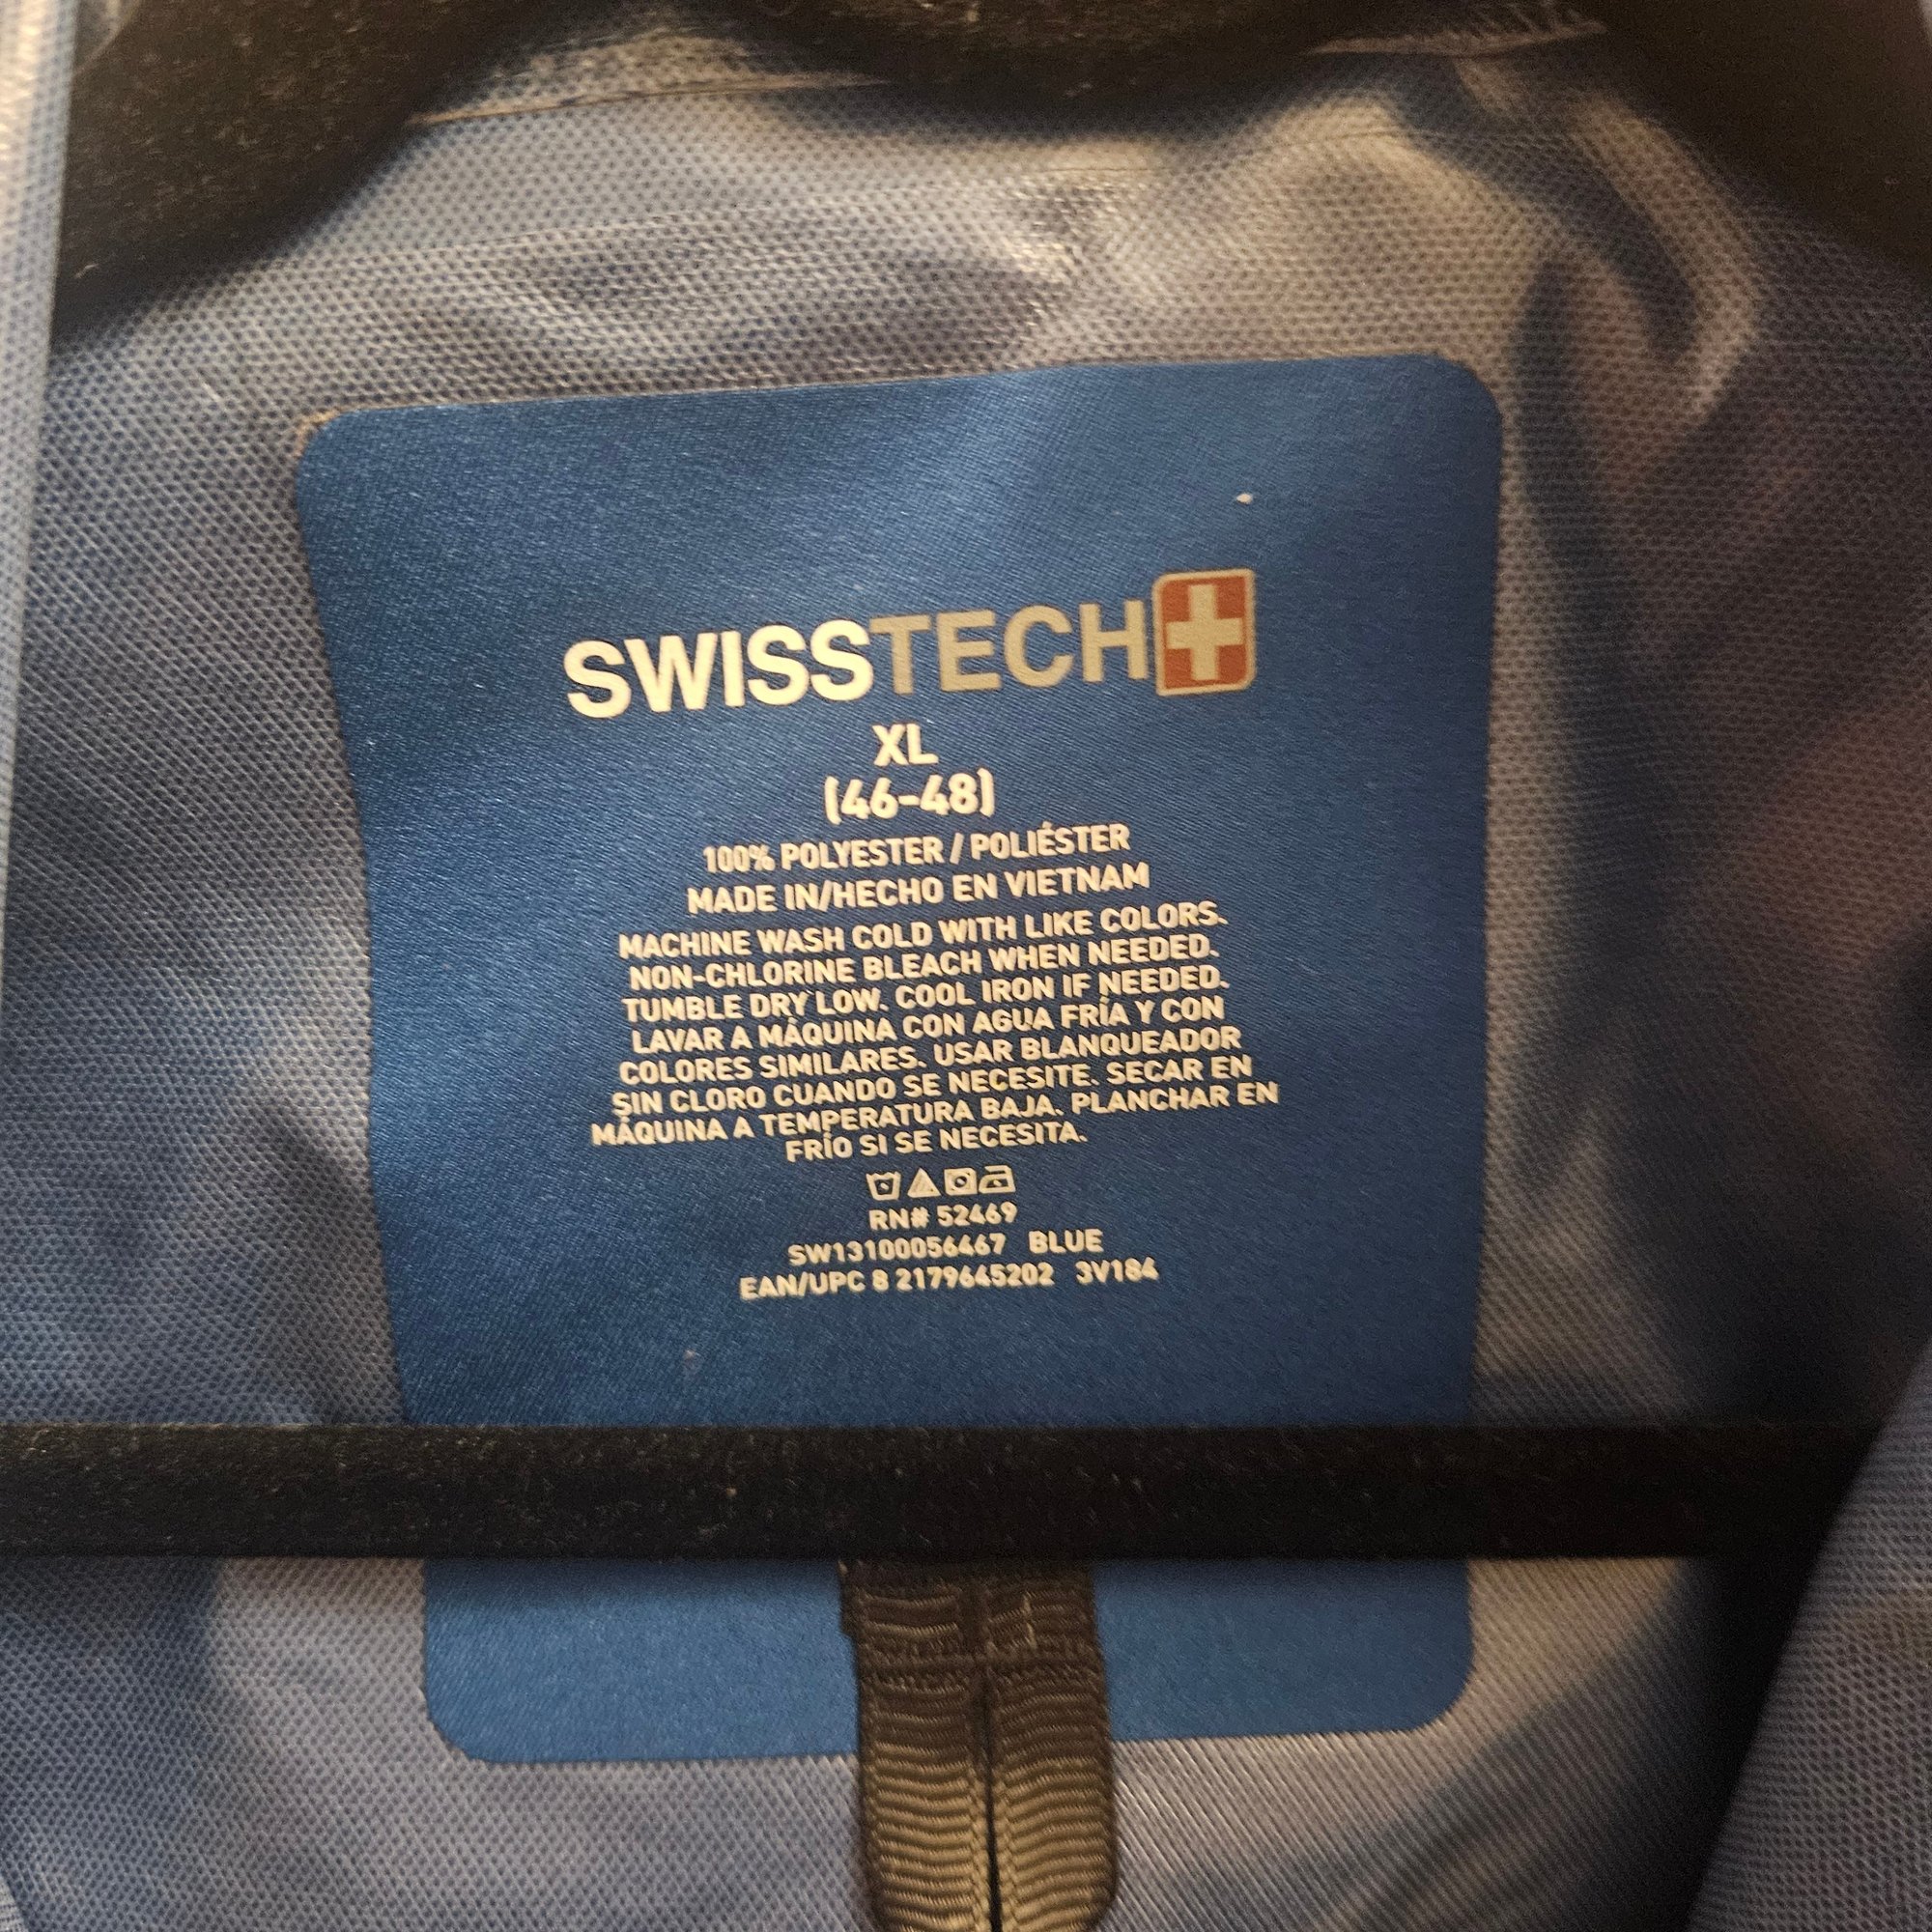 SWISSTECH
XL
(46-48)
100% POLYESTER / POLIÉSTER
MADE IN/HECHO EN VIETNAM
MACHINE WASH COLD WITH LIKE COLORS.
NON-CHLORINE BLEACH WHEN NEEDED.
TUMBLE DRY LOW. COOL IRON IF NEEDED.
LAVAR A MÁQUINA CON AGUA FRÍA Y CON
COLORES SIMILARES. USAR BLANQUEADOR
SIN CLORO CUANDO SE NECESITE. SECAR EN
MÁQUINA A TEMPERATURA BAJA. PLANCHAR EN
FRÍO SI SE NECESITA.
RN# 52469
SW13100056467 BLUE
EAN/UPC 8 2179645202 3V184